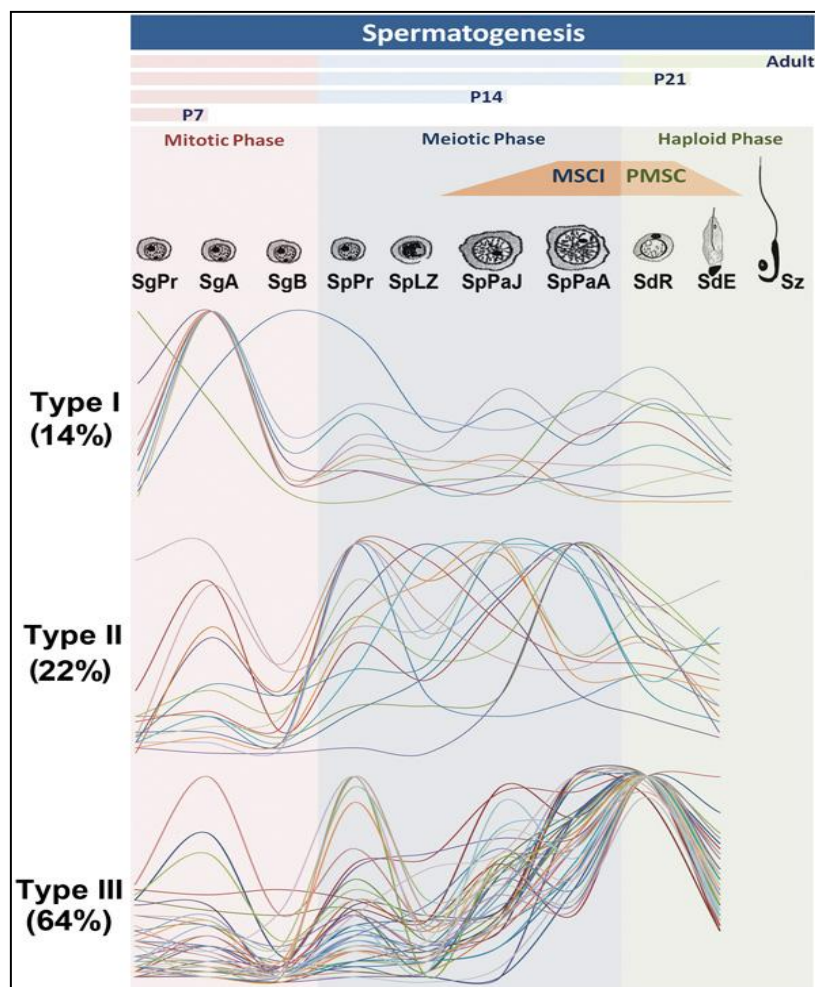 Spermatogenesis
Adult
P21
P14
P7
Mitotic Phase Meiotic Phase Haploid Phase
MSCI PMSC
SgPr SgA SgB SpPr SpLZ SpPaJ SpPaA SdR SdE Sz
Type I
(14%)
Type II
(22%)
Type III
(64%)